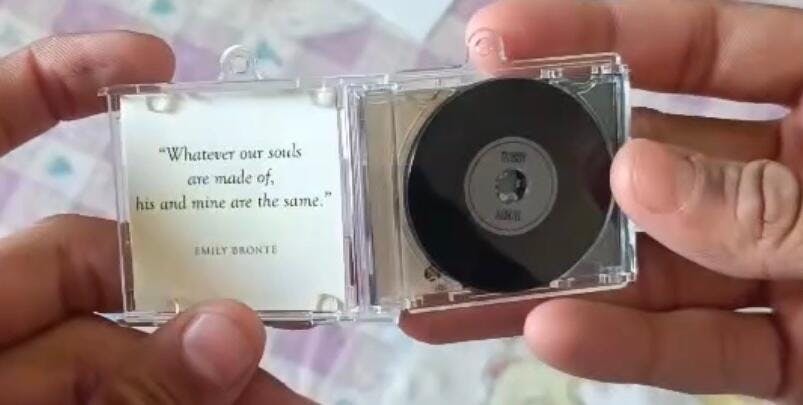 “Whatever our souls
are made of,
his and mine are the same.”
EMILY BRONTE